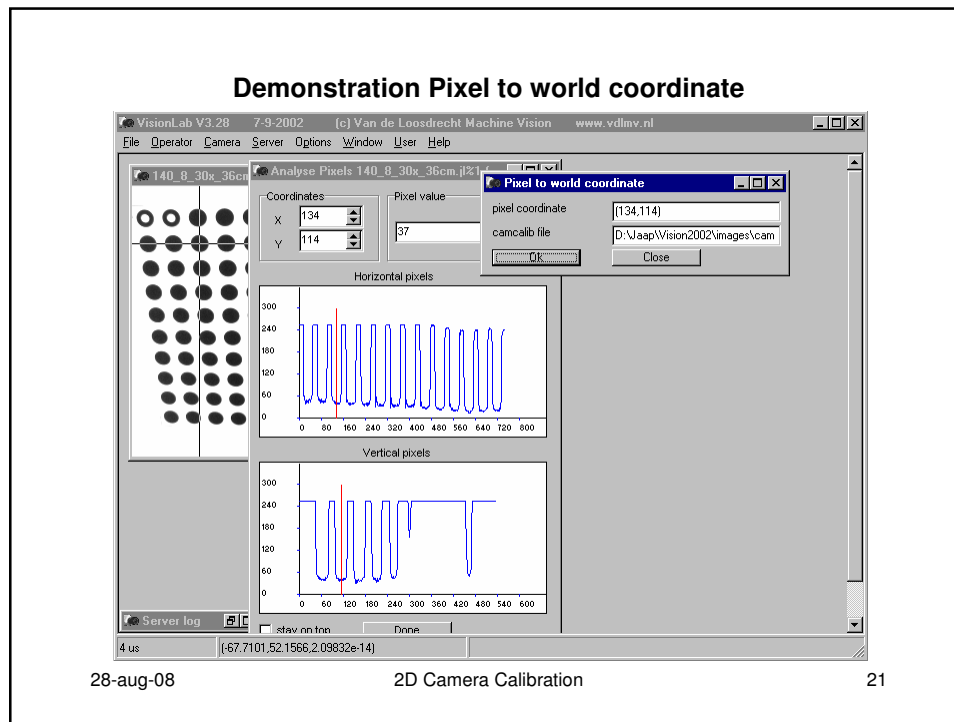 Demonstration Pixel to world coordinate
VisionLab V3.28 7-9-2002 (c) Van de Loosdrecht Machine Vision www.vdlmv.nl
File Operator Camera Server Options Window User Help
140_8_30x_36cm
Analyse Pixels 140_8_30x_36cm.jl%1
Pixel to world coordinate
Coordinates
Pixel value
X 134
Y 114
37
pixel coordinate (134,114)
camcalib file D:\Jaap\Vision2002\images\cam
Ok Close
Horizontal pixels
300
240
180
120
60
0
0 80 160 240 320 400 480 560 640 720 800
Vertical pixels
300
240
180
120
60
0
0 60 120 180 240 300 360 420 480 540 600
Server log
stay on top Done
4 us (-67.7101,52.1566,2.09832e-14)
28-aug-08 2D Camera Calibration 21